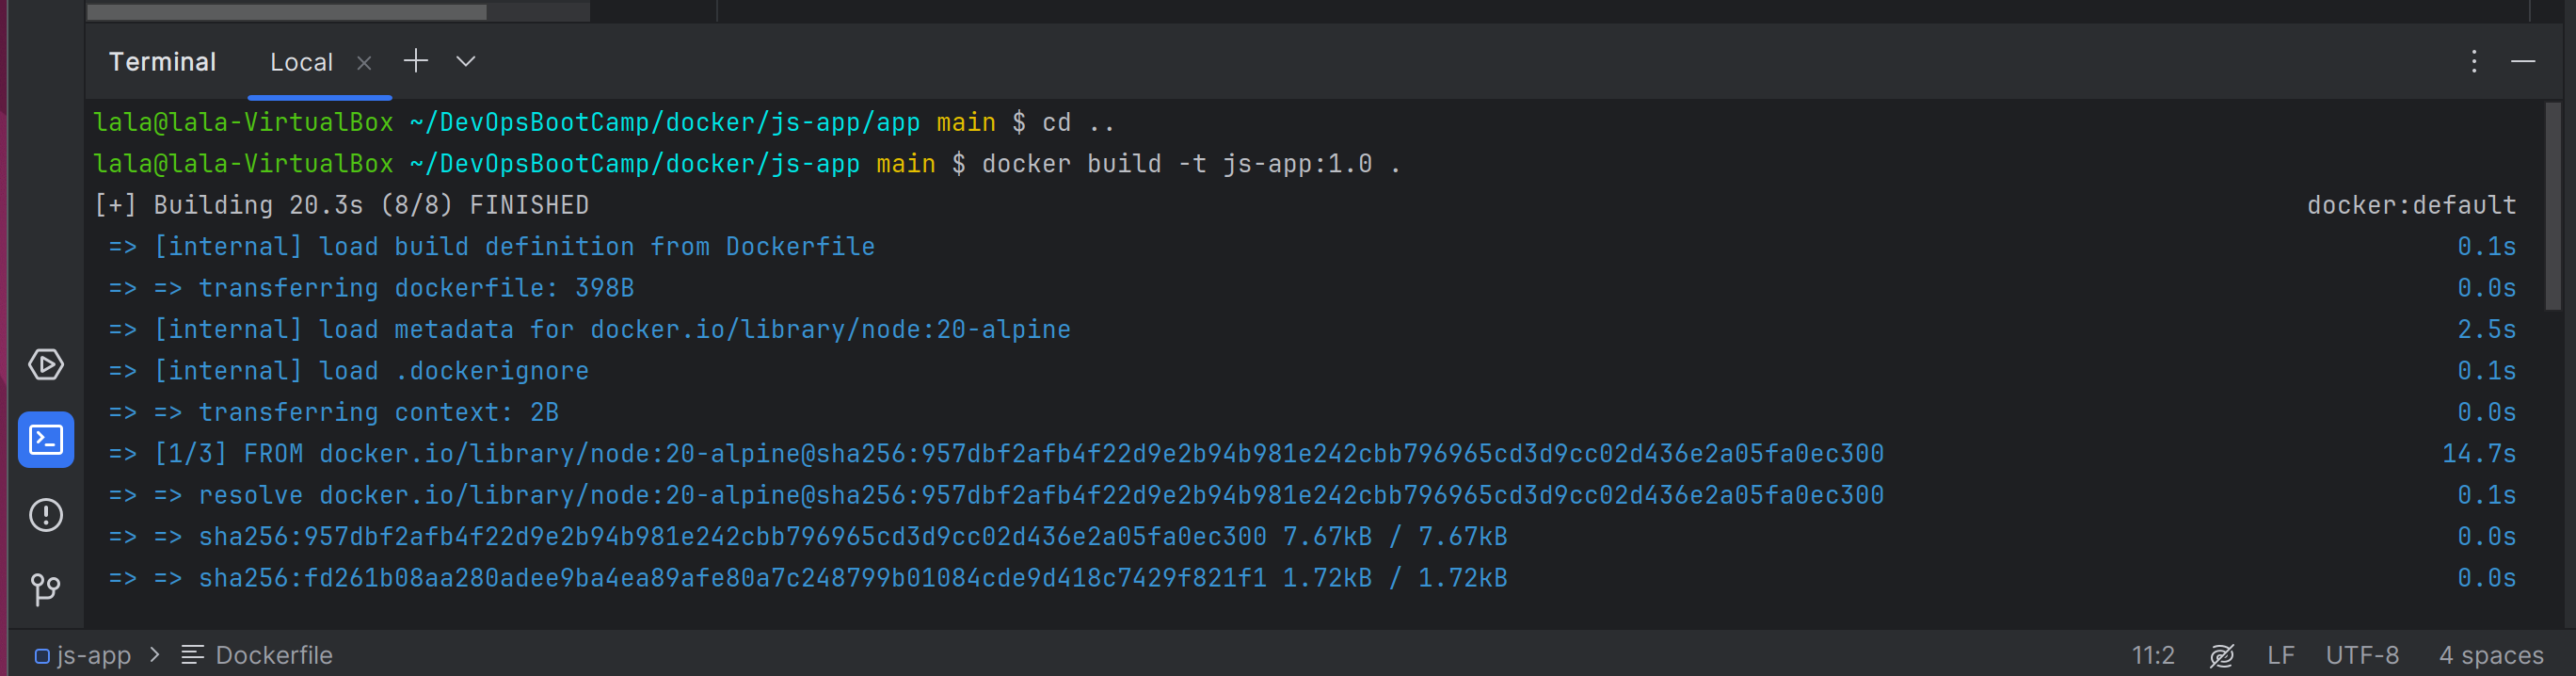 Terminal Local
lala@lala-VirtualBox ~/DevOpsBootCamp/docker/js-app/app main $ cd ..
lala@lala-VirtualBox ~/DevOpsBootCamp/docker/js-app main $ docker build -t js-app:1.0 .
[+] Building 20.3s (8/8) FINISHED docker:default
=> [internal] load build definition from Dockerfile 0.1s
=> => transferring dockerfile: 398B 0.0s
=> [internal] load metadata for docker.io/library/node:20-alpine 2.5s
=> [internal] load .dockerignore 0.1s
=> => transferring context: 2B 0.0s
=> [1/3] FROM docker.io/library/node:20-alpine@sha256:957dbf2afb4f22d9e2b94b981e242cbb796965cd3d9cc02d436e2a05fa0ec300 14.7s
=> => resolve docker.io/library/node:20-alpine@sha256:957dbf2afb4f22d9e2b94b981e242cbb796965cd3d9cc02d436e2a05fa0ec300 0.1s
=> => sha256:957dbf2afb4f22d9e2b94b981e242cbb796965cd3d9cc02d436e2a05fa0ec300 7.67kB / 7.67kB 0.0s
=> => sha256:fd261b08aa280adee9ba4ea89afe80a7c248799b01084cde9d418c7429f821f1 1.72kB / 1.72kB 0.0s
js-app > Dockerfile 11:2 LF UTF-8 4 spaces